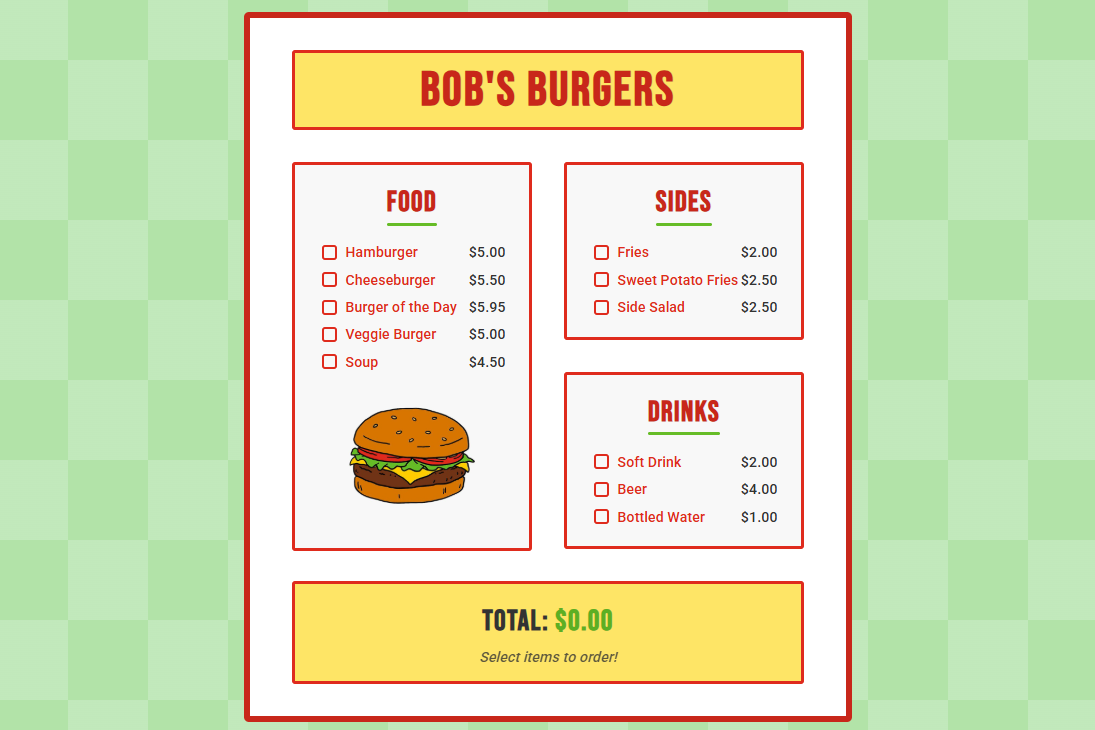 BOB'S BURGERS
FOOD
Hamburger $5.00
Cheeseburger $5.50
Burger of the Day $5.95
Veggie Burger $5.00
Soup $4.50
SIDES
Fries $2.00
Sweet Potato Fries $2.50
Side Salad $2.50
DRINKS
Soft Drink $2.00
Beer $4.00
Bottled Water $1.00
TOTAL: $0.00
Select items to order!